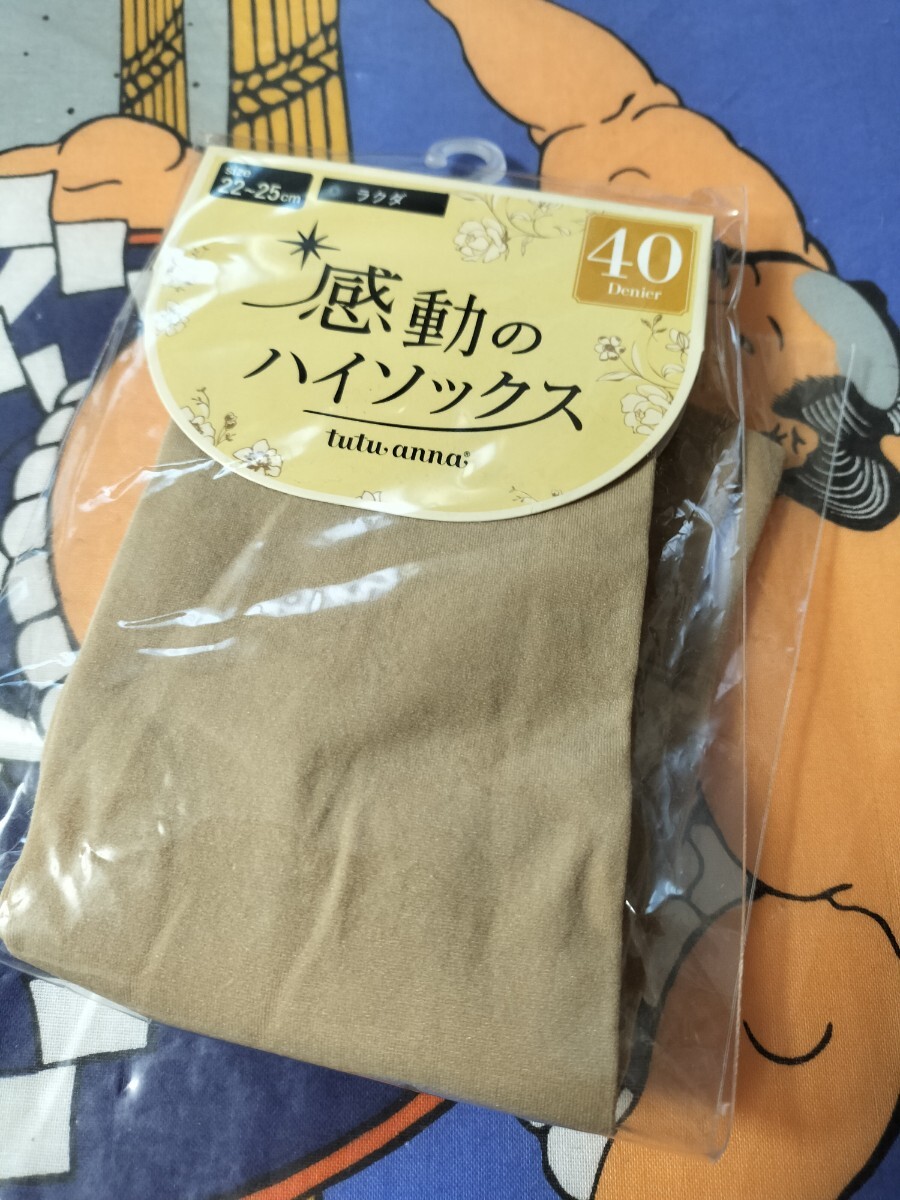 size
22~25cm
ラクダ
40
Denier
感動の
ハイソックス
tutu anna®